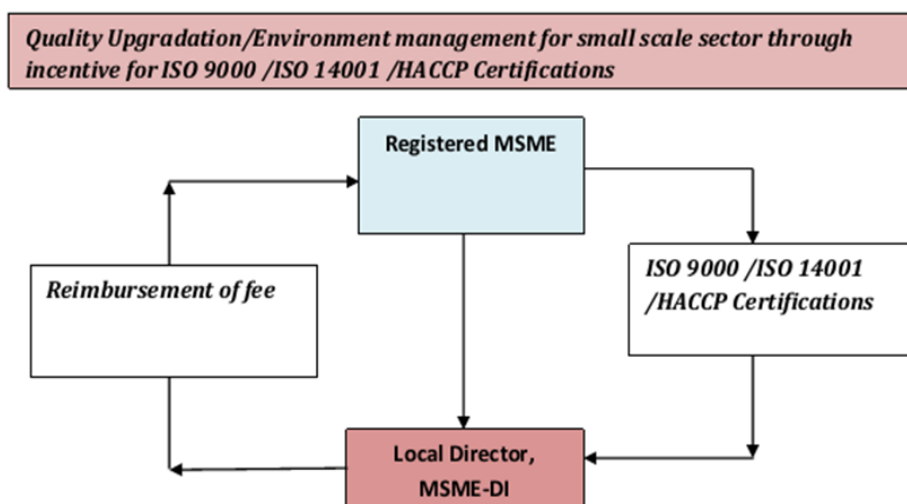 Quality Upgradation/Environment management for small scale sector through
incentive for ISO 9000 /ISO 14001 /HACCP Certifications
Registered MSME
Reimbursement of fee
ISO 9000 /ISO 14001
/HACCP Certifications
Local Director,
MSME-DI